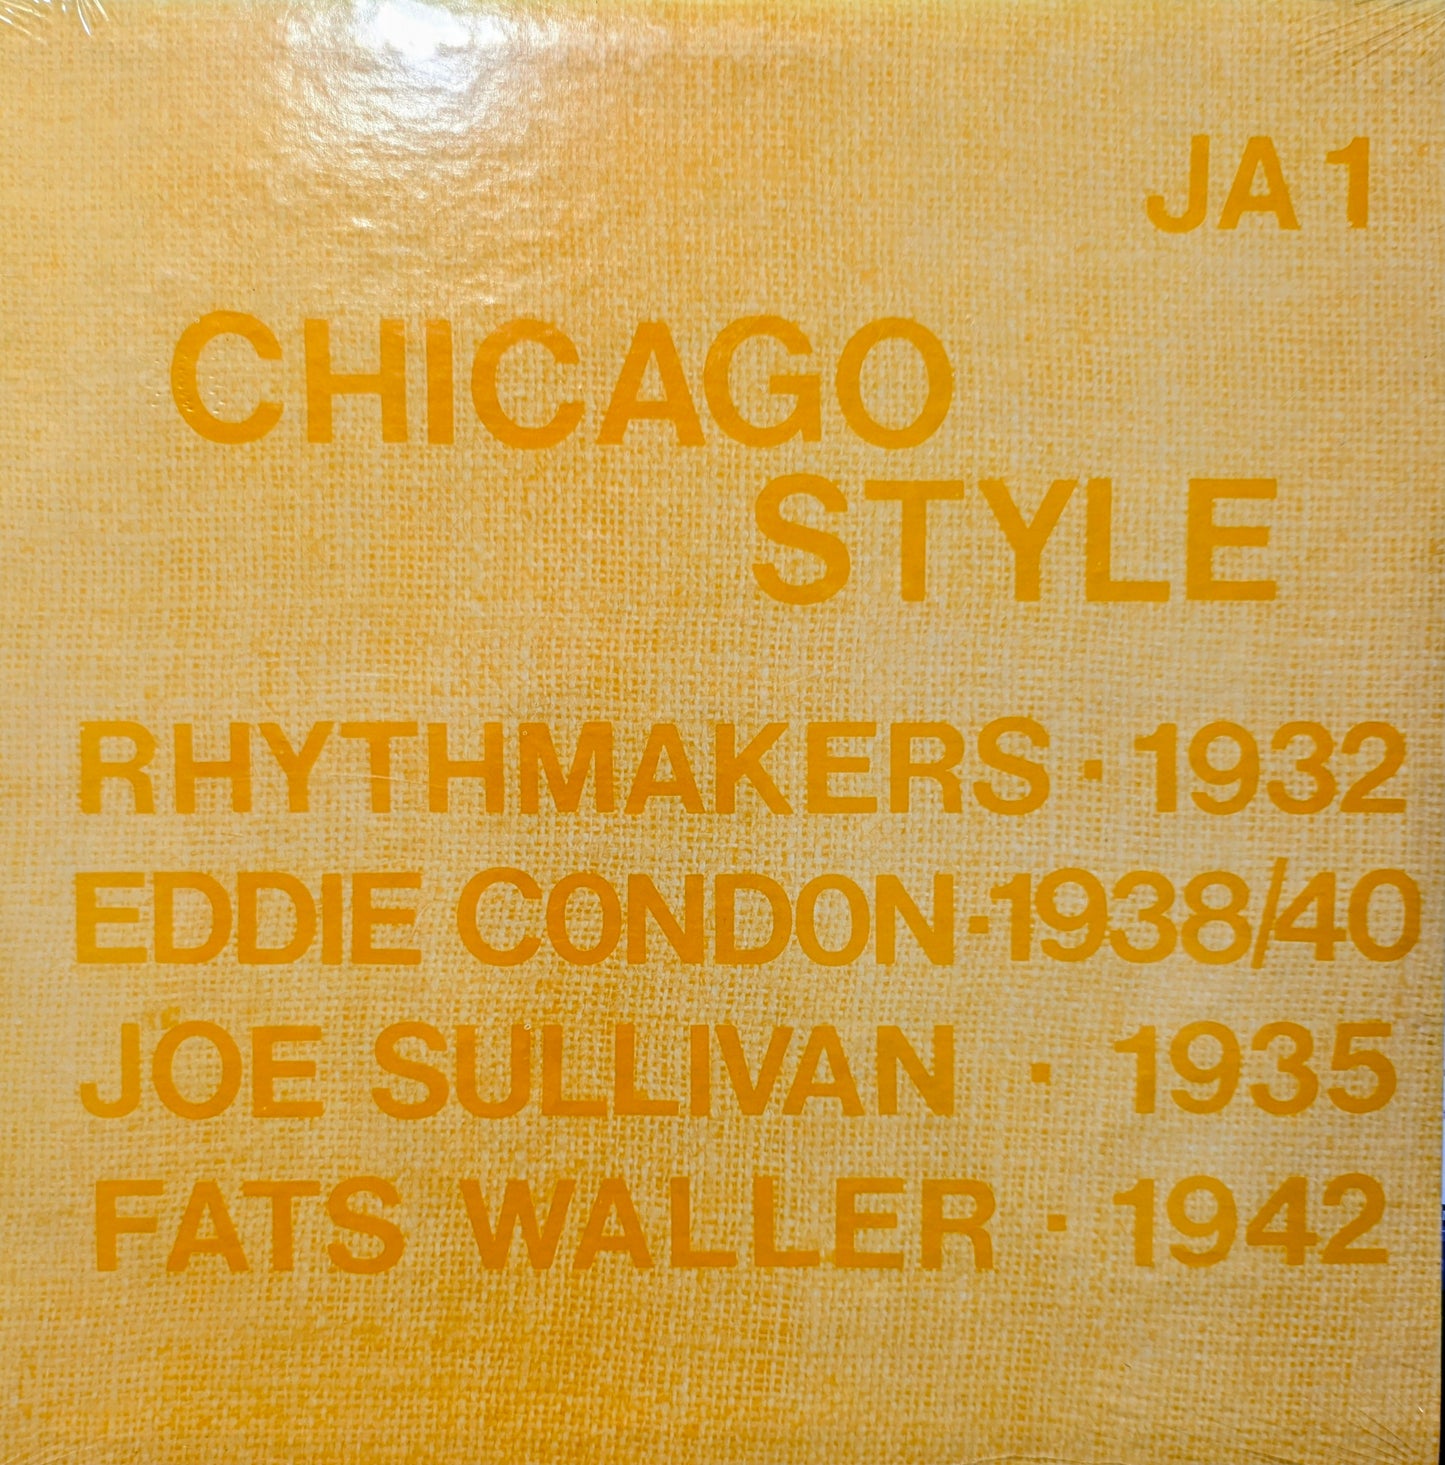 JA 1
CHICAGO
STYLE
RHYTHMAKERS · 1932
EDDIE CONDON · 1938/40
JOE SULLIVAN · 1935
FATS WALLER · 1942